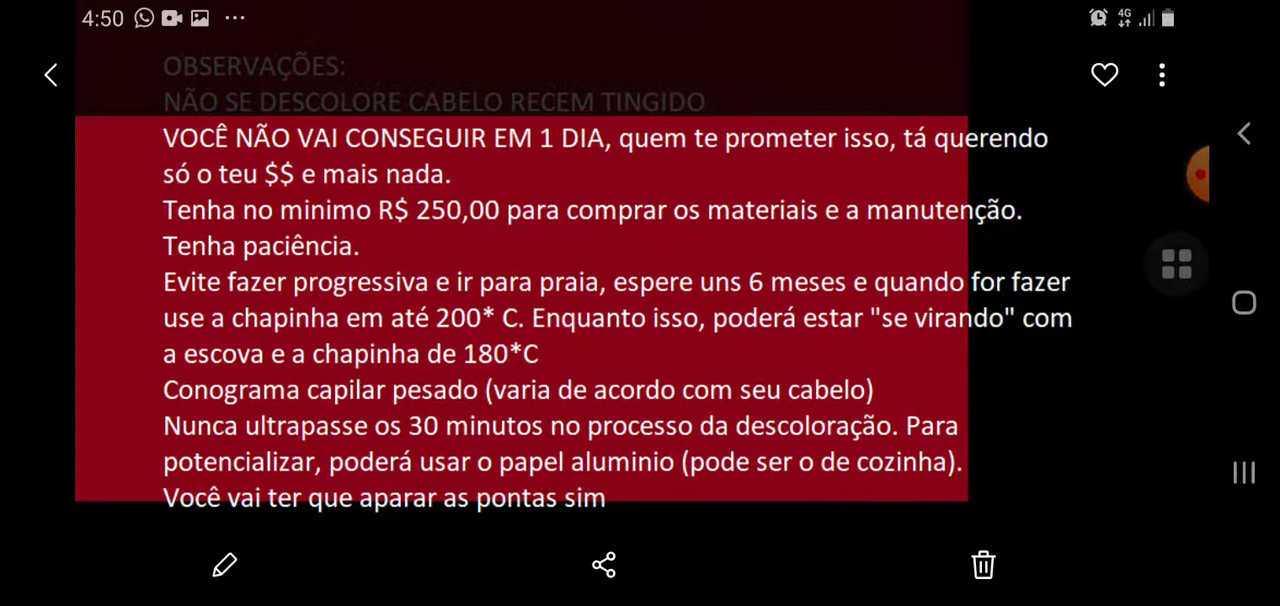 4:50
4G
OBSERVAÇÕES:
NÃO SE DESCOLORE CABELO RECEM TINGIDO
VOCÊ NÃO VAI CONSEGUIR EM 1 DIA, quem te prometer isso, tá querendo
só o teu $$ e mais nada.
Tenha no minimo R$ 250,00 para comprar os materiais e a manutenção.
Tenha paciência.
Evite fazer progressiva e ir para praia, espere uns 6 meses e quando for fazer
use a chapinha em até 200* C. Enquanto isso, poderá estar "se virando" com
a escova e a chapinha de 180*C
Conograma capilar pesado (varia de acordo com seu cabelo)
Nunca ultrapasse os 30 minutos no processo da descoloração. Para
potencializar, poderá usar o papel aluminio (pode ser o de cozinha).
Você vai ter que aparar as pontas sim